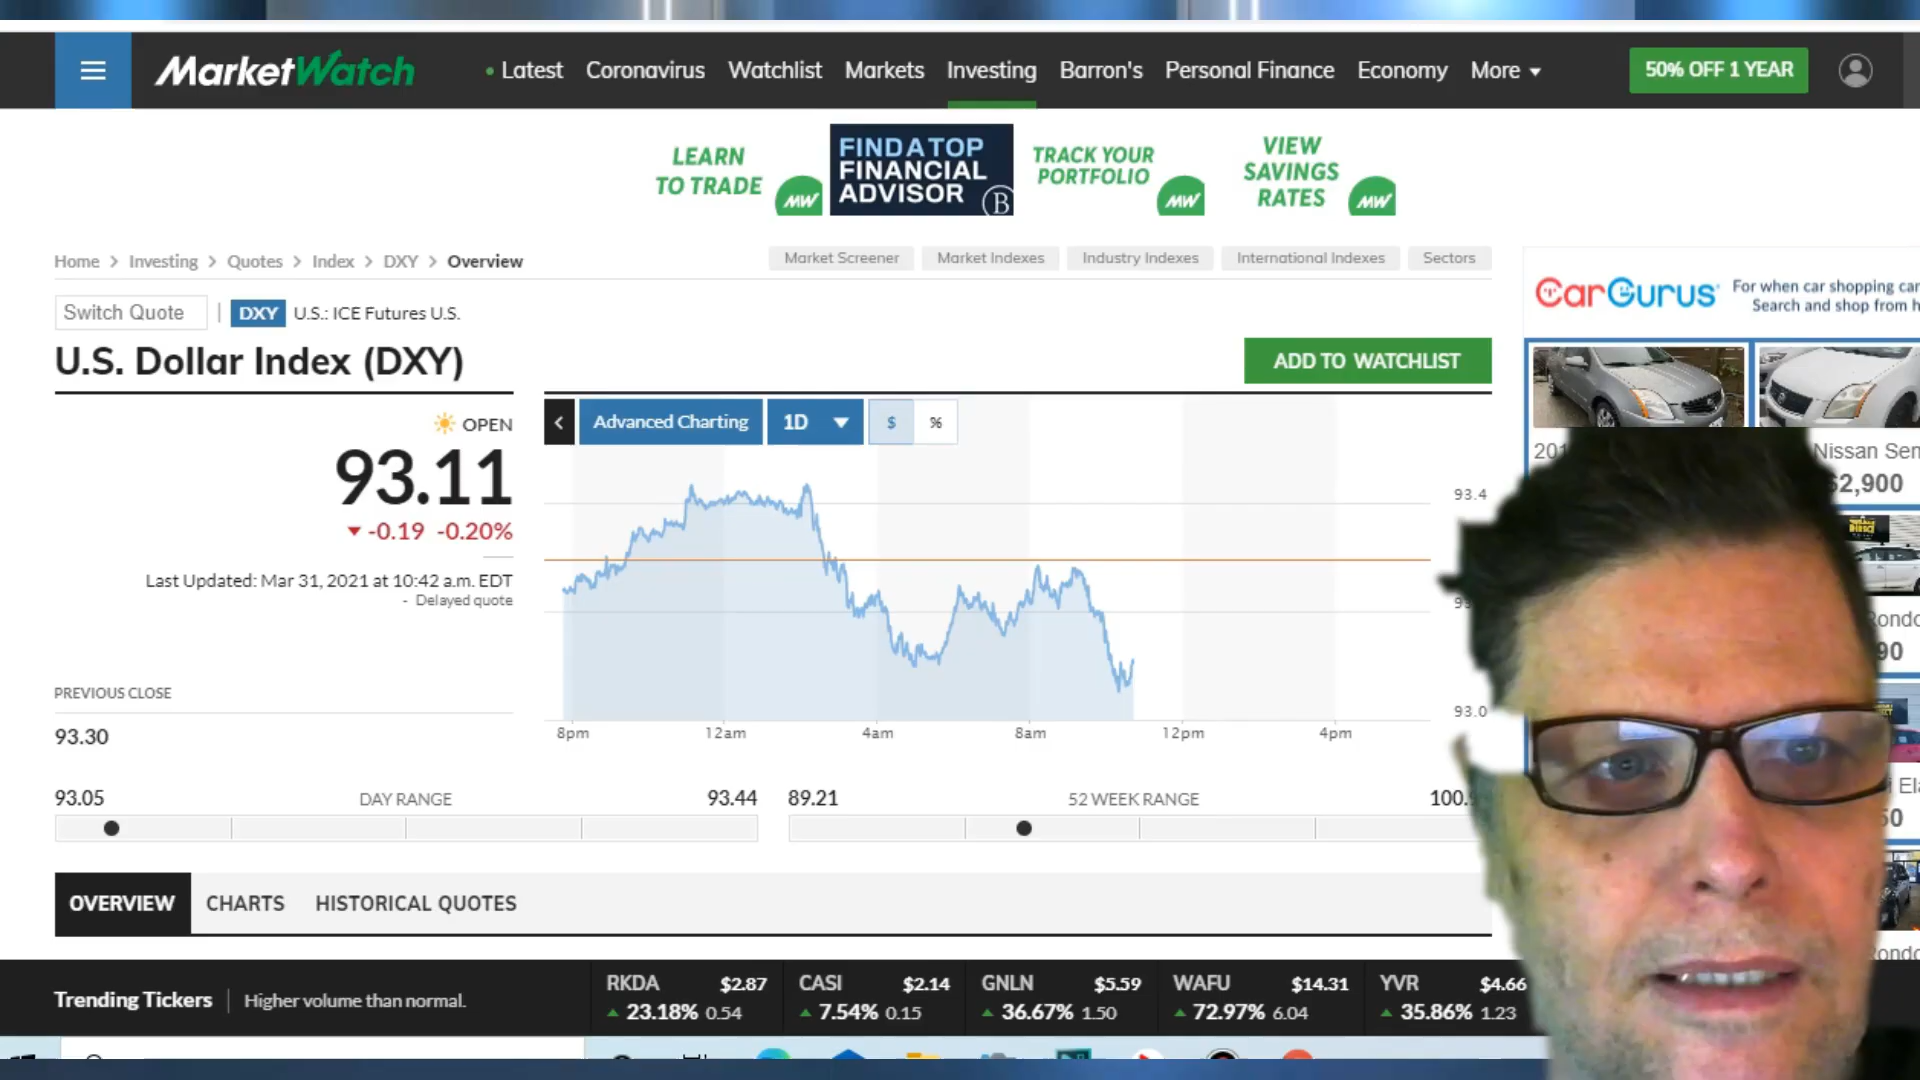 MarketWatch
Latest Coronavirus Watchlist Markets Investing Barron's Personal Finance Economy More
50% OFF 1 YEAR
LEARN
TO TRADE
MW
FIND A TOP
FINANCIAL
ADVISOR
B
TRACK YOUR
PORTFOLIO
MW
VIEW
SAVINGS
RATES
MW
Home > Investing > Quotes > Index > DXY > Overview
Market Screener Market Indexes Industry Indexes International Indexes Sectors
CarGurus
For when car shopping
Search and shop from
Switch Quote | DXY U.S.: ICE Futures U.S.
U.S. Dollar Index (DXY)
ADD TO WATCHLIST
OPEN
93.11
-0.19 -0.20%
Last Updated: Mar 31, 2021 at 10:42 a.m. EDT
- Delayed quote
PREVIOUS CLOSE
93.30
< Advanced Charting 1D $ %
93.4
93.0
8pm 12am 4am 8am 12pm 4pm
Nissan
$2,900
93.05 DAY RANGE 93.44
89.21 52 WEEK RANGE 100.
OVERVIEW CHARTS HISTORICAL QUOTES
Trending Tickers | Higher volume than normal.
RKDA $2.87
23.18% 0.54
CASI $2.14
7.54% 0.15
GNLN $5.59
36.67% 1.50
WAFU $14.31
72.97% 6.04
YVR $4.66
35.86% 1.23